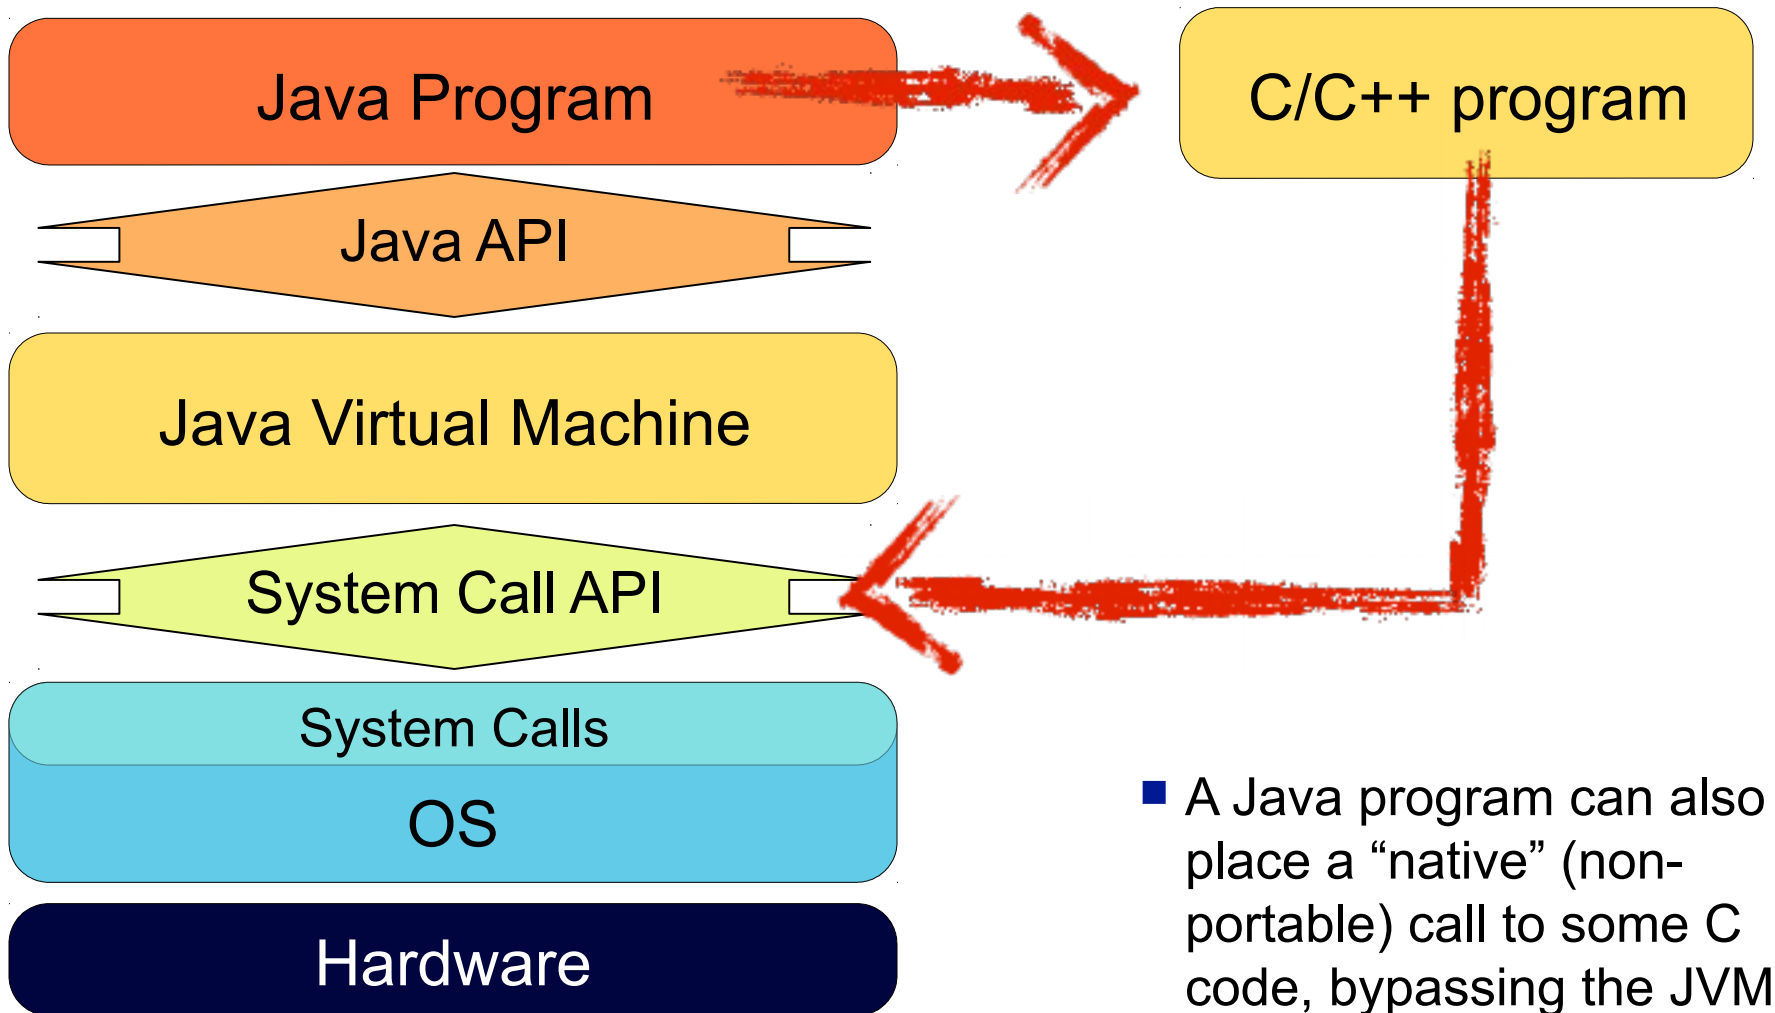 Java Program
C/C++ program
Java API
Java Virtual Machine
System Call API
System Calls
OS
Hardware
A Java program can also
place a “native” (non-
portable) call to some C
code, bypassing the JVM